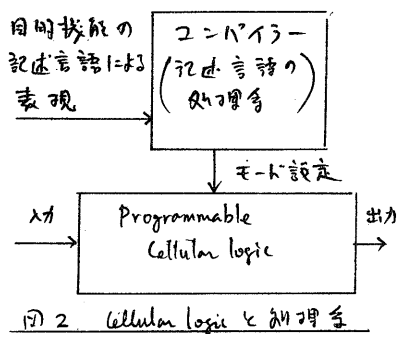 目的機能の
記述言語による
表現
コンパイラー
(記述言語の
処理系)
モード設定
入力
Programmable
Cellular logic
出力
図2 Cellular logic と処理系